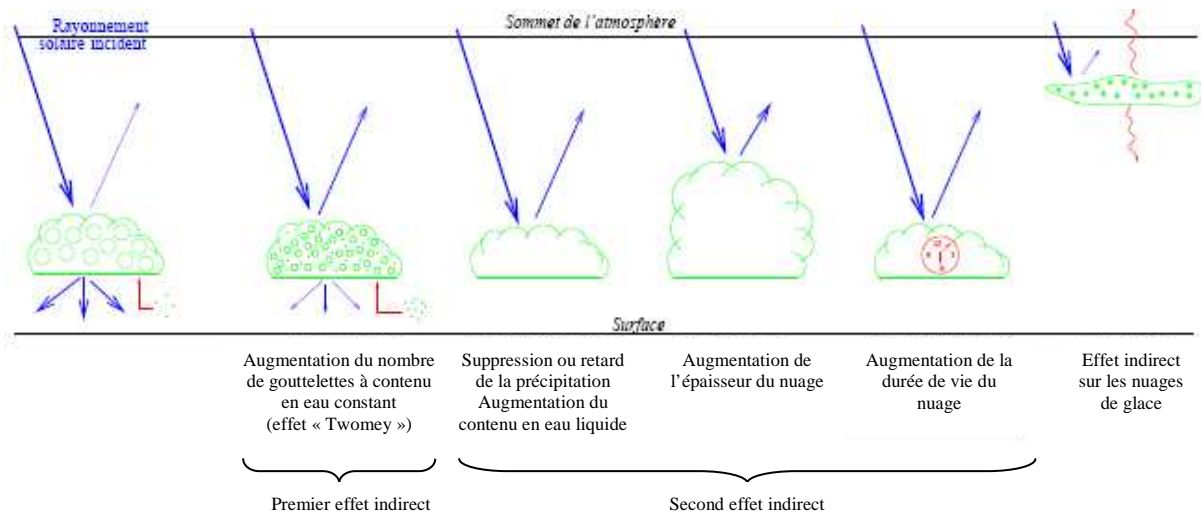 Rayonnement
solaire incident
Sommet de l'atmosphère
Surface
Augmentation du nombre
de gouttelettes à contenu
en eau constant
(effet « Twomey »)
Suppression ou retard
de la précipitation
Augmentation du
contenu en eau liquide
Augmentation de
l'épaisseur du nuage
Augmentation de la
durée de vie du
nuage
Effet indirect
sur les nuages
de glace
Premier effet indirect
Second effet indirect